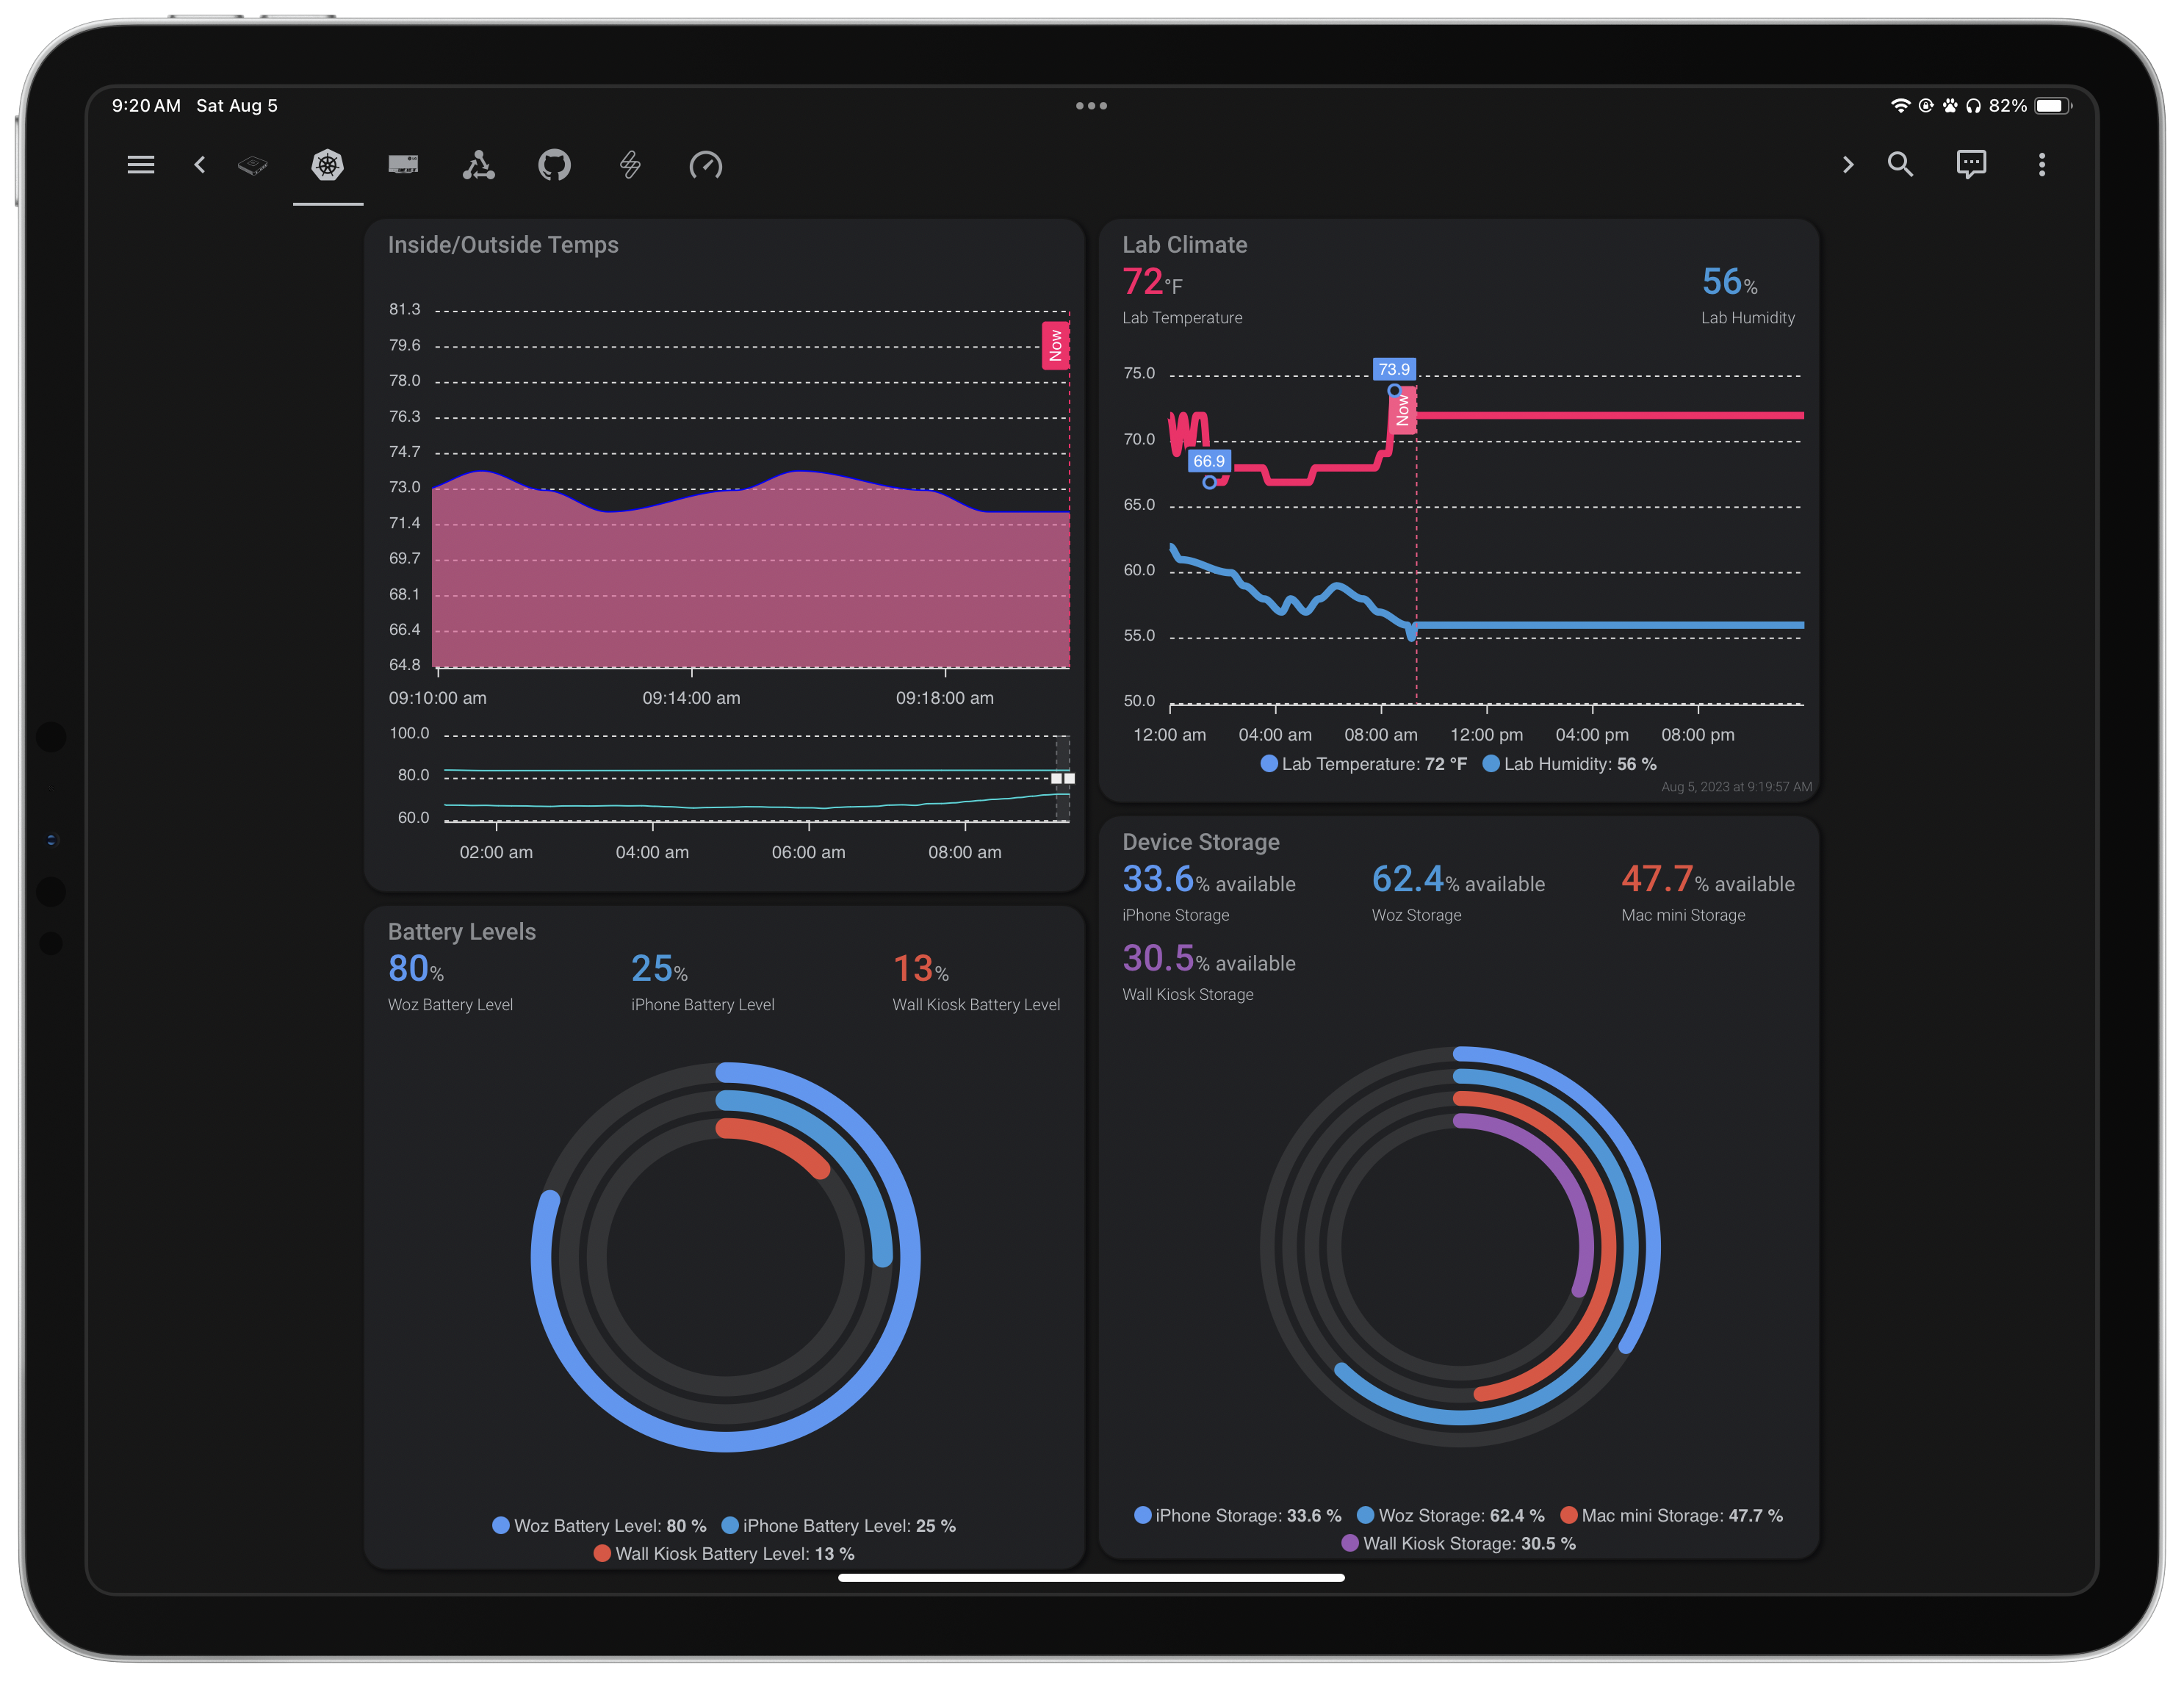 9:20 AM Sat Aug 5
82%
Inside/Outside Temps
81.3
79.6
78.0
76.3
74.7
73.0
71.4
69.7
68.1
66.4
64.8
Now
09:10:00 am 09:14:00 am 09:18:00 am
100.0
80.0
60.0
02:00 am 04:00 am 06:00 am 08:00 am
Battery Levels
80% 25% 13%
Woz Battery Level iPhone Battery Level Wall Kiosk Battery Level
Woz Battery Level: 80 % iPhone Battery Level: 25 %
Wall Kiosk Battery Level: 13 %
Lab Climate
72°F 56%
Lab Temperature Lab Humidity
75.0
70.0
65.0
60.0
55.0
50.0
73.9
Now
66.9
12:00 am 04:00 am 08:00 am 12:00 pm 04:00 pm 08:00 pm
Lab Temperature: 72 °F Lab Humidity: 56 %
Aug 5, 2023 at 9:19:57 AM
Device Storage
33.6% available 62.4% available 47.7% available
iPhone Storage Woz Storage Mac mini Storage
30.5% available
Wall Kiosk Storage
iPhone Storage: 33.6 % Woz Storage: 62.4 % Mac mini Storage: 47.7 %
Wall Kiosk Storage: 30.5 %